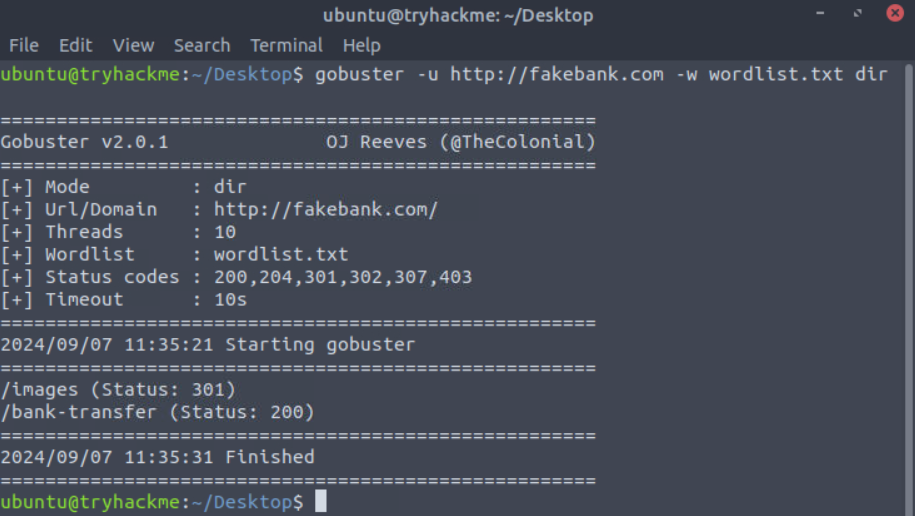 ubuntu@tryhackme: ~/Desktop
File Edit View Search Terminal Help
ubuntu@tryhackme:~/Desktop$ gobuster -u http://fakebank.com -w wordlist.txt dir
=====================================================
Gobuster v2.0.1              OJ Reeves (@TheColonial)
=====================================================
[+] Mode         : dir
[+] Url/Domain   : http://fakebank.com/
[+] Threads      : 10
[+] Wordlist     : wordlist.txt
[+] Status codes : 200,204,301,302,307,403
[+] Timeout      : 10s
=====================================================
2024/09/07 11:35:21 Starting gobuster
=====================================================
/images (Status: 301)
/bank-transfer (Status: 200)
=====================================================
2024/09/07 11:35:31 Finished
=====================================================
ubuntu@tryhackme:~/Desktop$